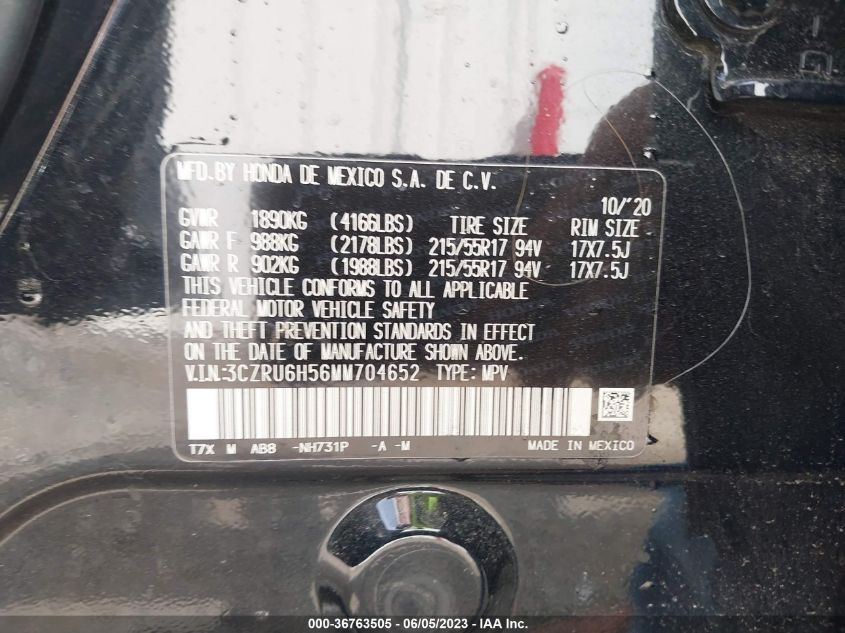 MFD.BY HONDA DE MEXICO S.A. DE C.V.
10/'20
GVWR 1890KG (4166LBS) TIRE SIZE RIM SIZE
GAWR F 988KG (2178LBS) 215/55R17 94V 17X7.5J
GAWR R 902KG (1988LBS) 215/55R17 94V 17X7.5J
THIS VEHICLE CONFORMS TO ALL APPLICABLE
FEDERAL MOTOR VEHICLE SAFETY
AND THEFT PREVENTION STANDARDS IN EFFECT
ON THE DATE OF MANUFACTURE SHOWN ABOVE.
V.I.N.:3CZRU6H56MM704652 TYPE: MPV
T7X M AB8 -NH731P -A -M MADE IN MEXICO
000-36763505 - 06/05/2023 - IAA Inc.